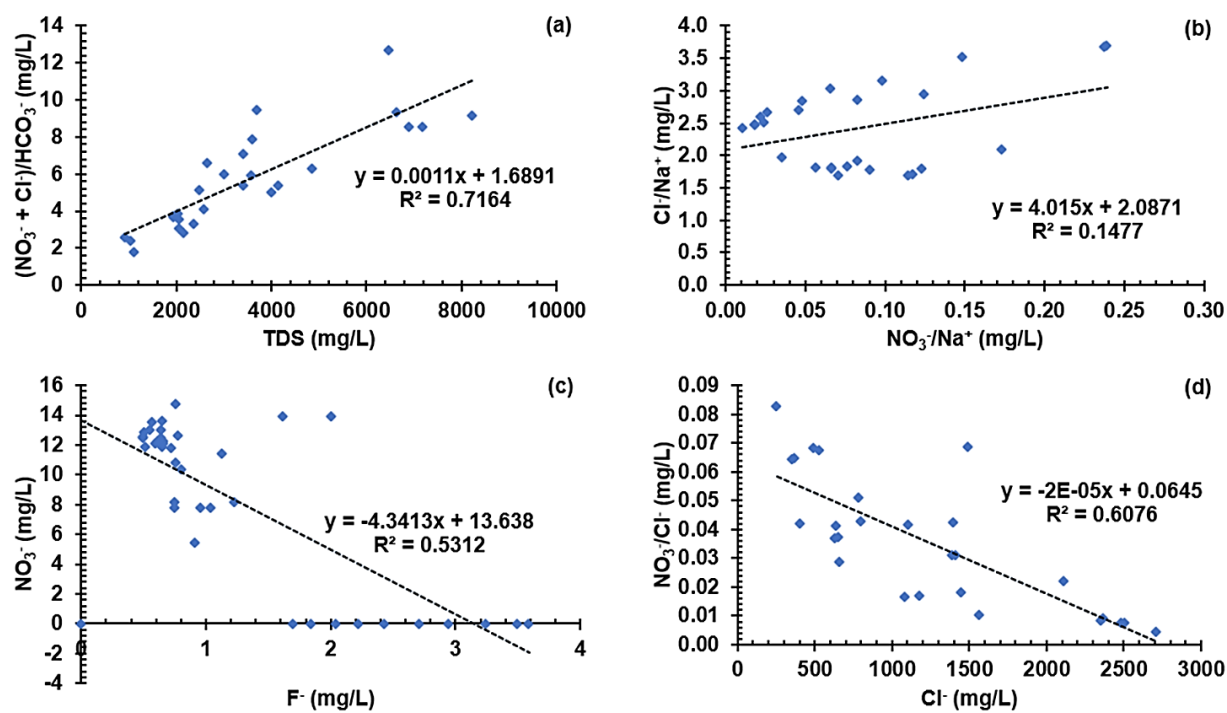 (a)
(NO₃⁻ + Cl⁻)/HCO₃⁻ (mg/L)
14
12
10
8
6
4
2
0
y = 0.0011x + 1.6891
R² = 0.7164
0 2000 4000 6000 8000 10000
TDS (mg/L)
(b)
Cl⁻/Na⁺ (mg/L)
4.0
3.5
3.0
2.5
2.0
1.5
1.0
0.5
0.0
y = 4.015x + 2.0871
R² = 0.1477
0.00 0.05 0.10 0.15 0.20 0.25 0.30
NO₃⁻/Na⁺ (mg/L)
(c)
NO₃⁻ (mg/L)
16
14
12
10
8
6
4
2
0
-2
-4
y = -4.3413x + 13.638
R² = 0.5312
0 1 2 3 4
F⁻ (mg/L)
(d)
NO₃⁻/Cl⁻ (mg/L)
0.09
0.08
0.07
0.06
0.05
0.04
0.03
0.02
0.01
0.00
y = -2E-05x + 0.0645
R² = 0.6076
0 500 1000 1500 2000 2500 3000
Cl⁻ (mg/L)